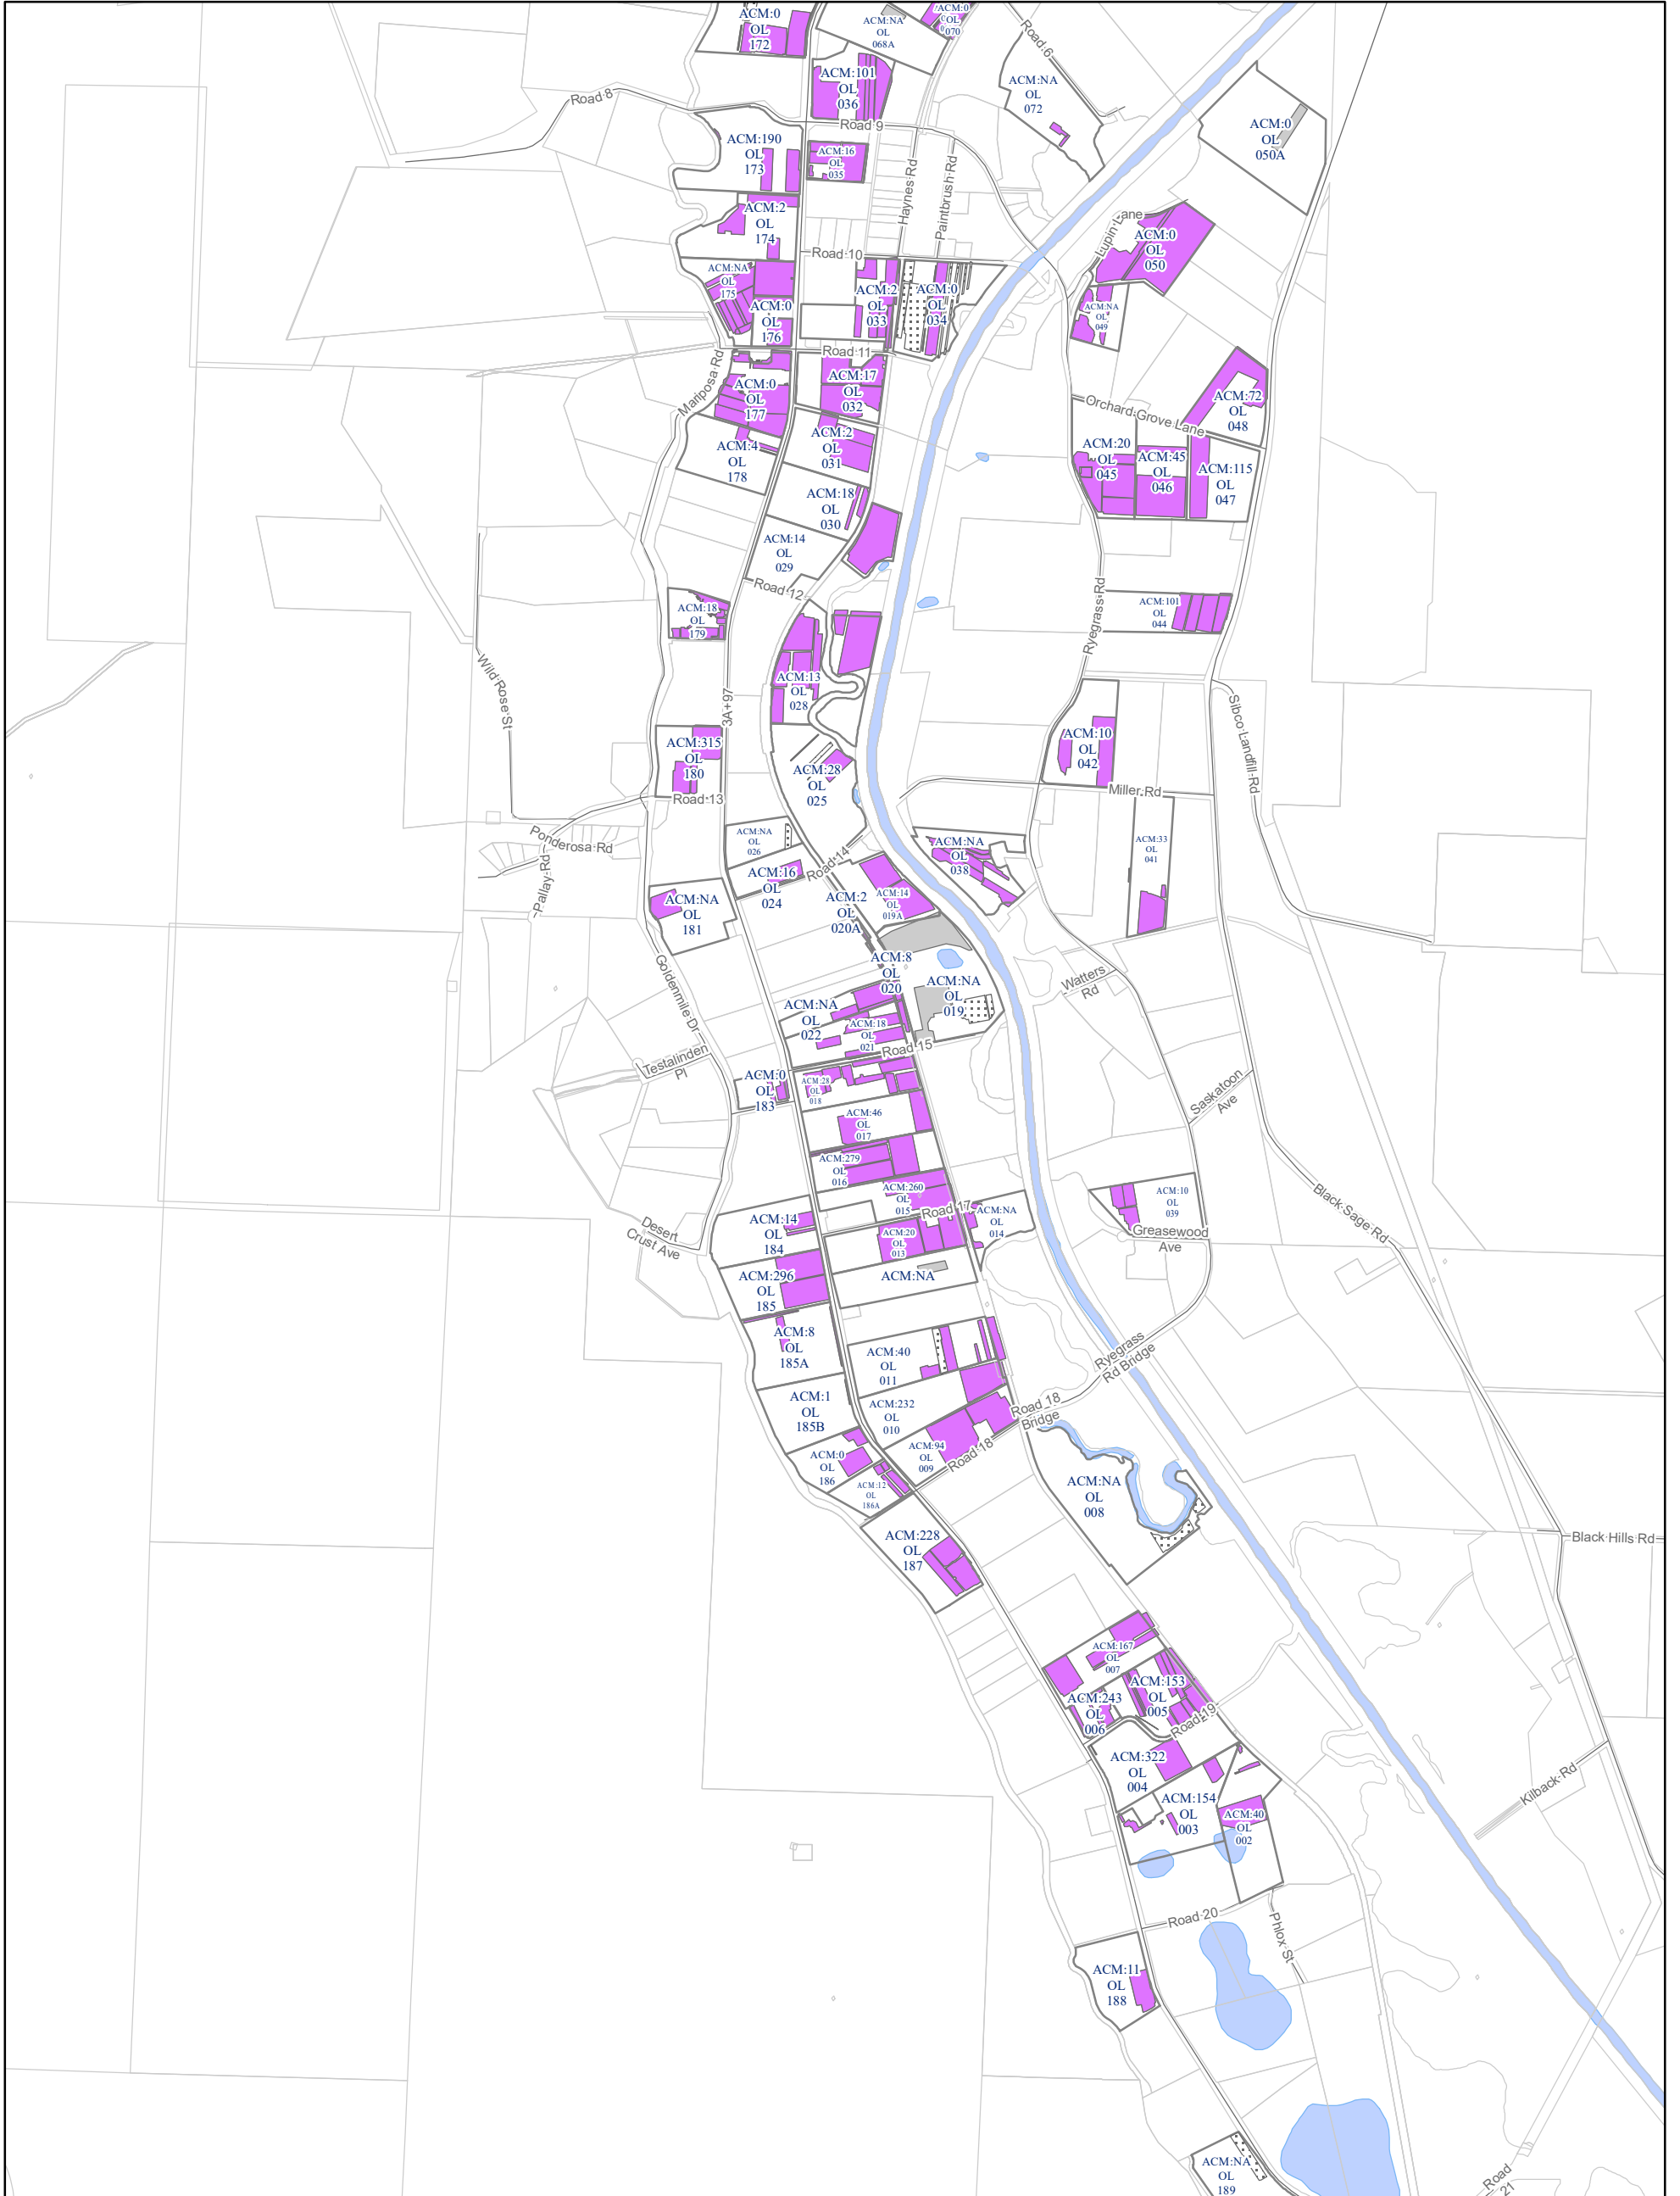 ACM:0
OL
172
ACM:NA
OL
068A
ACM:0
OL
070
Road 6
ACM:NA
OL
072
ACM:101
OL
036
Road 8
Road 9
ACM:0
OL
050A
ACM:190
OL
173
ACM:16
OL
035
Haynes Rd
Paintbrush Rd
ACM:2
OL
174
Lupin Lane
ACM:0
OL
050
Road 10
ACM:NA
OL
175
ACM:0
OL
176
ACM:2
OL
033
ACM:0
OL
034
ACM:NA
OL
049
Road 11
Mariposa Rd
ACM:0
OL
177
ACM:17
OL
032
ACM:72
OL
048
Orchard Grove Lane
ACM:4
OL
178
ACM:2
OL
031
ACM:20
OL
045
ACM:45
OL
046
ACM:115
OL
047
ACM:18
OL
030
ACM:14
OL
029
Road 12
Ryegrass Rd
ACM:18
OL
179
ACM:101
OL
044
Wild Rose St
3A+97
ACM:13
OL
028
Sibco Landfill Rd
ACM:315
OL
180
ACM:10
OL
042
ACM:28
OL
025
Road 13
Miller Rd
Ponderosa Rd
Pallay Rd
ACM:NA
OL
026
Road 14
ACM:NA
OL
038
ACM:33
OL
041
ACM:16
OL
024
ACM:NA
OL
181
ACM:2
OL
020A
ACM:14
OL
019A
Goldenmile Dr
ACM:8
OL
020
ACM:NA
OL
019
Watters
Rd
ACM:NA
OL
022
ACM:18
OL
021
Road 15
Testalinden
Pl
ACM:0
OL
183
ACM:28
OL
018
Saskatoon
Ave
ACM:46
OL
017
ACM:279
OL
016
ACM:260
OL
015
Road 17
ACM:NA
OL
014
ACM:10
OL
039
Greasewood
Ave
Black Sage Rd
Desert
Crust Ave
ACM:14
OL
184
ACM:20
OL
013
ACM:NA
ACM:296
OL
185
ACM:8
OL
185A
ACM:40
OL
011
Ryegrass
Rd Bridge
ACM:1
OL
185B
ACM:232
OL
010
Road 18
Bridge
ACM:94
OL
009
Road 18
ACM:0
OL
186
ACM:12
OL
186A
ACM:NA
OL
008
ACM:228
OL
187
Black Hills Rd
ACM:167
OL
007
ACM:243
OL
006
ACM:153
OL
005
Road 19
ACM:322
OL
004
ACM:154
OL
003
ACM:40
OL
002
Kilback Rd
Road 20
Phlox St
ACM:11
OL
188
ACM:NA
OL
189
Road
21